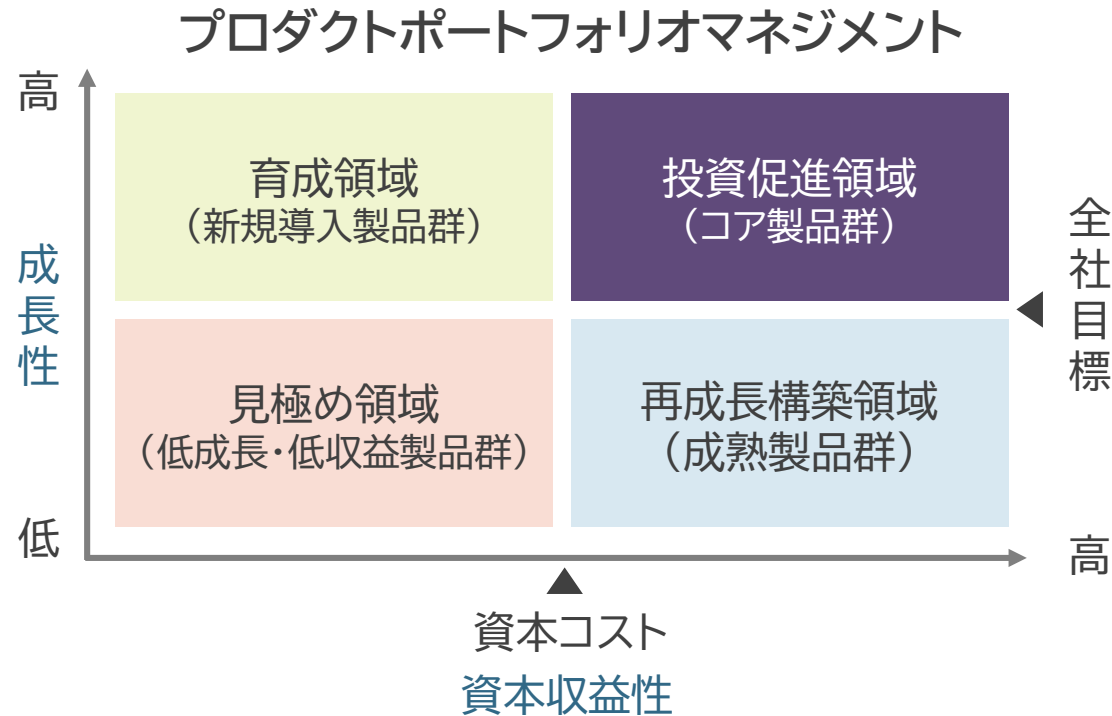 プロダクトポートフォリオマネジメント
高
育成領域
（新規導入製品群）
投資促進領域
（コア製品群）
成長性
全社目標
見極め領域
（低成長・低収益製品群）
再成長構築領域
（成熟製品群）
低
高
資本コスト
資本収益性